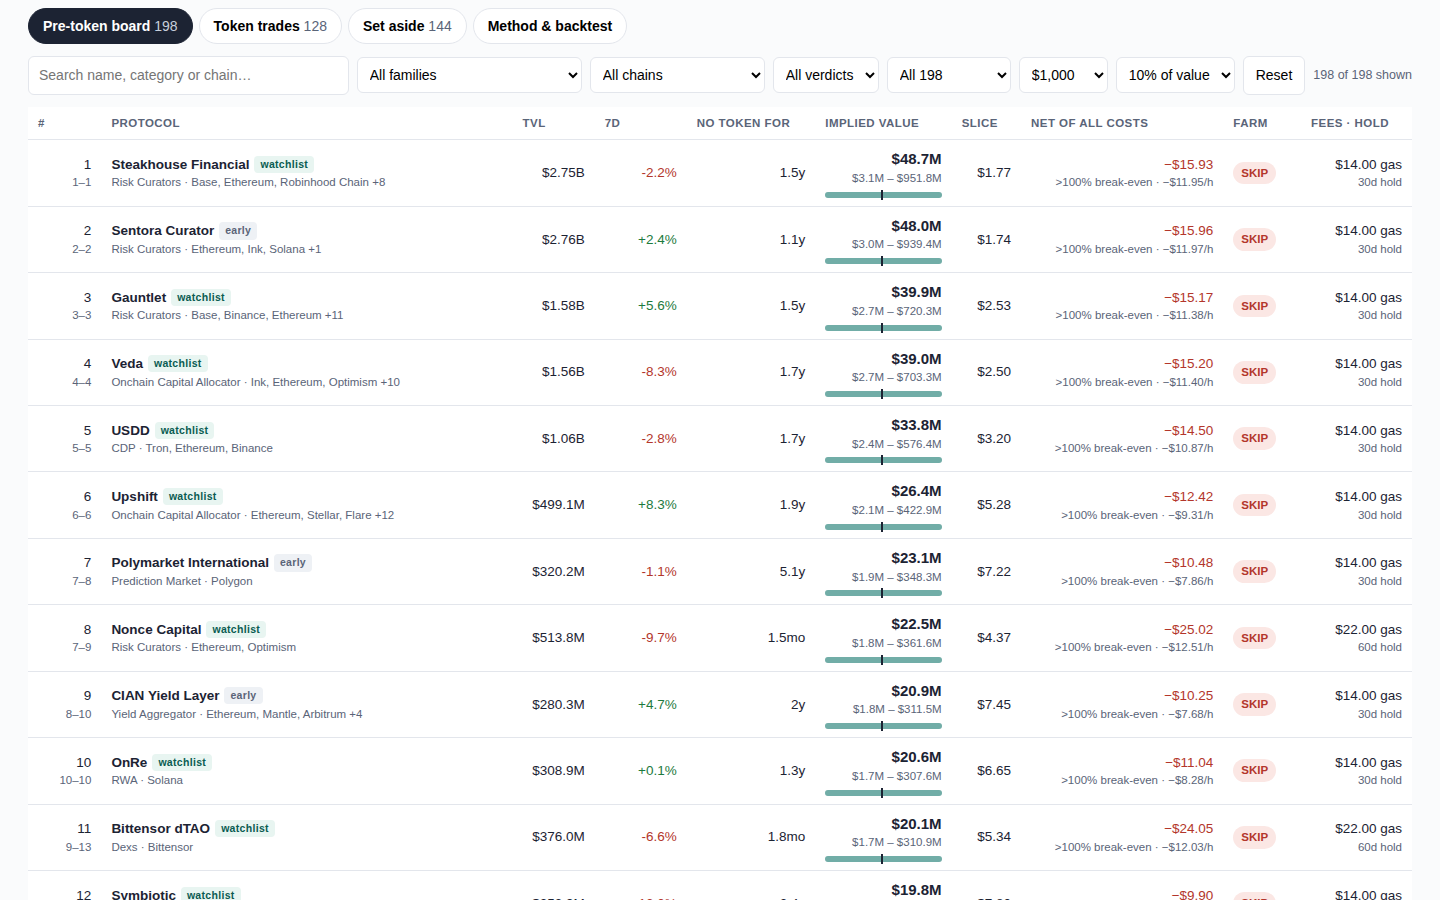 Pre-token board 198 Token trades 128 Set aside 144 Method & backtest
Search name, category or chain… All families All chains All verdicts All 198 $1,000 10% of value Reset 198 of 198 shown
# PROTOCOL TVL 7D NO TOKEN FOR IMPLIED VALUE SLICE NET OF ALL COSTS FARM FEES · HOLD
1 Steakhouse Financial watchlist $2.75B -2.2% 1.5y $48.7M $1.77 −$15.93 SKIP $14.00 gas
1–1 Risk Curators · Base, Ethereum, Robinhood Chain +8 $3.1M – $951.8M >100% break-even · −$11.95/h 30d hold
2 Sentora Curator early $2.76B +2.4% 1.1y $48.0M $1.74 −$15.96 SKIP $14.00 gas
2–2 Risk Curators · Ethereum, Ink, Solana +1 $3.0M – $939.4M >100% break-even · −$11.97/h 30d hold
3 Gauntlet watchlist $1.58B +5.6% 1.5y $39.9M $2.53 −$15.17 SKIP $14.00 gas
3–3 Risk Curators · Base, Binance, Ethereum +11 $2.7M – $720.3M >100% break-even · −$11.38/h 30d hold
4 Veda watchlist $1.56B -8.3% 1.7y $39.0M $2.50 −$15.20 SKIP $14.00 gas
4–4 Onchain Capital Allocator · Ink, Ethereum, Optimism +10 $2.7M – $703.3M >100% break-even · −$11.40/h 30d hold
5 USDD watchlist $1.06B -2.8% 1.7y $33.8M $3.20 −$14.50 SKIP $14.00 gas
5–5 CDP · Tron, Ethereum, Binance $2.4M – $576.4M >100% break-even · −$10.87/h 30d hold
6 Upshift watchlist $499.1M +8.3% 1.9y $26.4M $5.28 −$12.42 SKIP $14.00 gas
6–6 Onchain Capital Allocator · Ethereum, Stellar, Flare +12 $2.1M – $422.9M >100% break-even · −$9.31/h 30d hold
7 Polymarket International early $320.2M -1.1% 5.1y $23.1M $7.22 −$10.48 SKIP $14.00 gas
7–8 Prediction Market · Polygon $1.9M – $348.3M >100% break-even · −$7.86/h 30d hold
8 Nonce Capital watchlist $513.8M -9.7% 1.5mo $22.5M $4.37 −$25.02 SKIP $22.00 gas
7–9 Risk Curators · Ethereum, Optimism $1.8M – $361.6M >100% break-even · −$12.51/h 60d hold
9 CIAN Yield Layer early $280.3M +4.7% 2y $20.9M $7.45 −$10.25 SKIP $14.00 gas
8–10 Yield Aggregator · Ethereum, Mantle, Arbitrum +4 $1.8M – $311.5M >100% break-even · −$7.68/h 30d hold
10 OnRe watchlist $308.9M +0.1% 1.3y $20.6M $6.65 −$11.04 SKIP $14.00 gas
10–10 RWA · Solana $1.7M – $307.6M >100% break-even · −$8.28/h 30d hold
11 Bittensor dTAO watchlist $376.0M -6.6% 1.8mo $20.1M $5.34 −$24.05 SKIP $22.00 gas
9–13 Dexs · Bittensor $1.7M – $310.9M >100% break-even · −$12.03/h 60d hold
12 Symbiotic watchlist $19.8M −$9.90 $14.00 gas